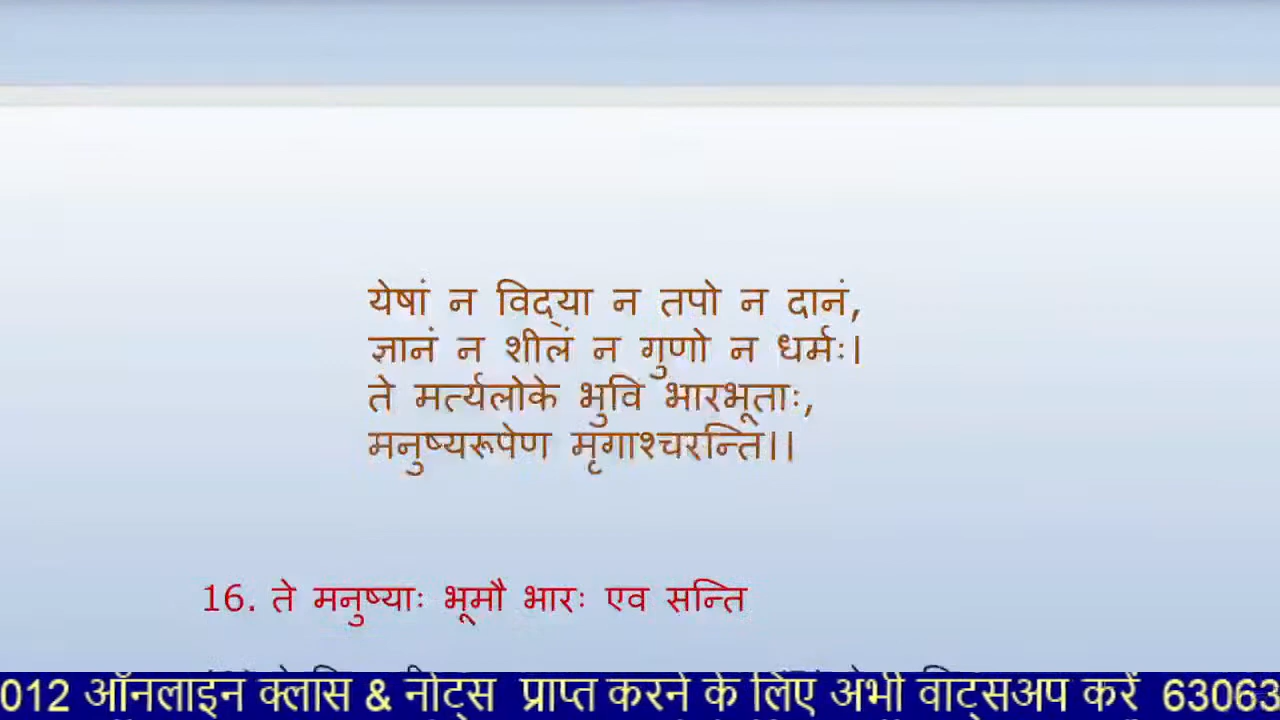 येषां न विद्‌या न तपो न दानं,
ज्ञानं न शीलं न गुणो न धर्मः।
ते मर्त्यलोके भुवि भारभूताः,
मनुष्यरूपेण मृगाश्चरन्ति।।
16. ते मनुष्याः भूमौ भारः एव सन्ति
012 ऑनलाइन क्लास & नोट्स प्राप्त करने के लिए अभी वाट्सअप करें 63063